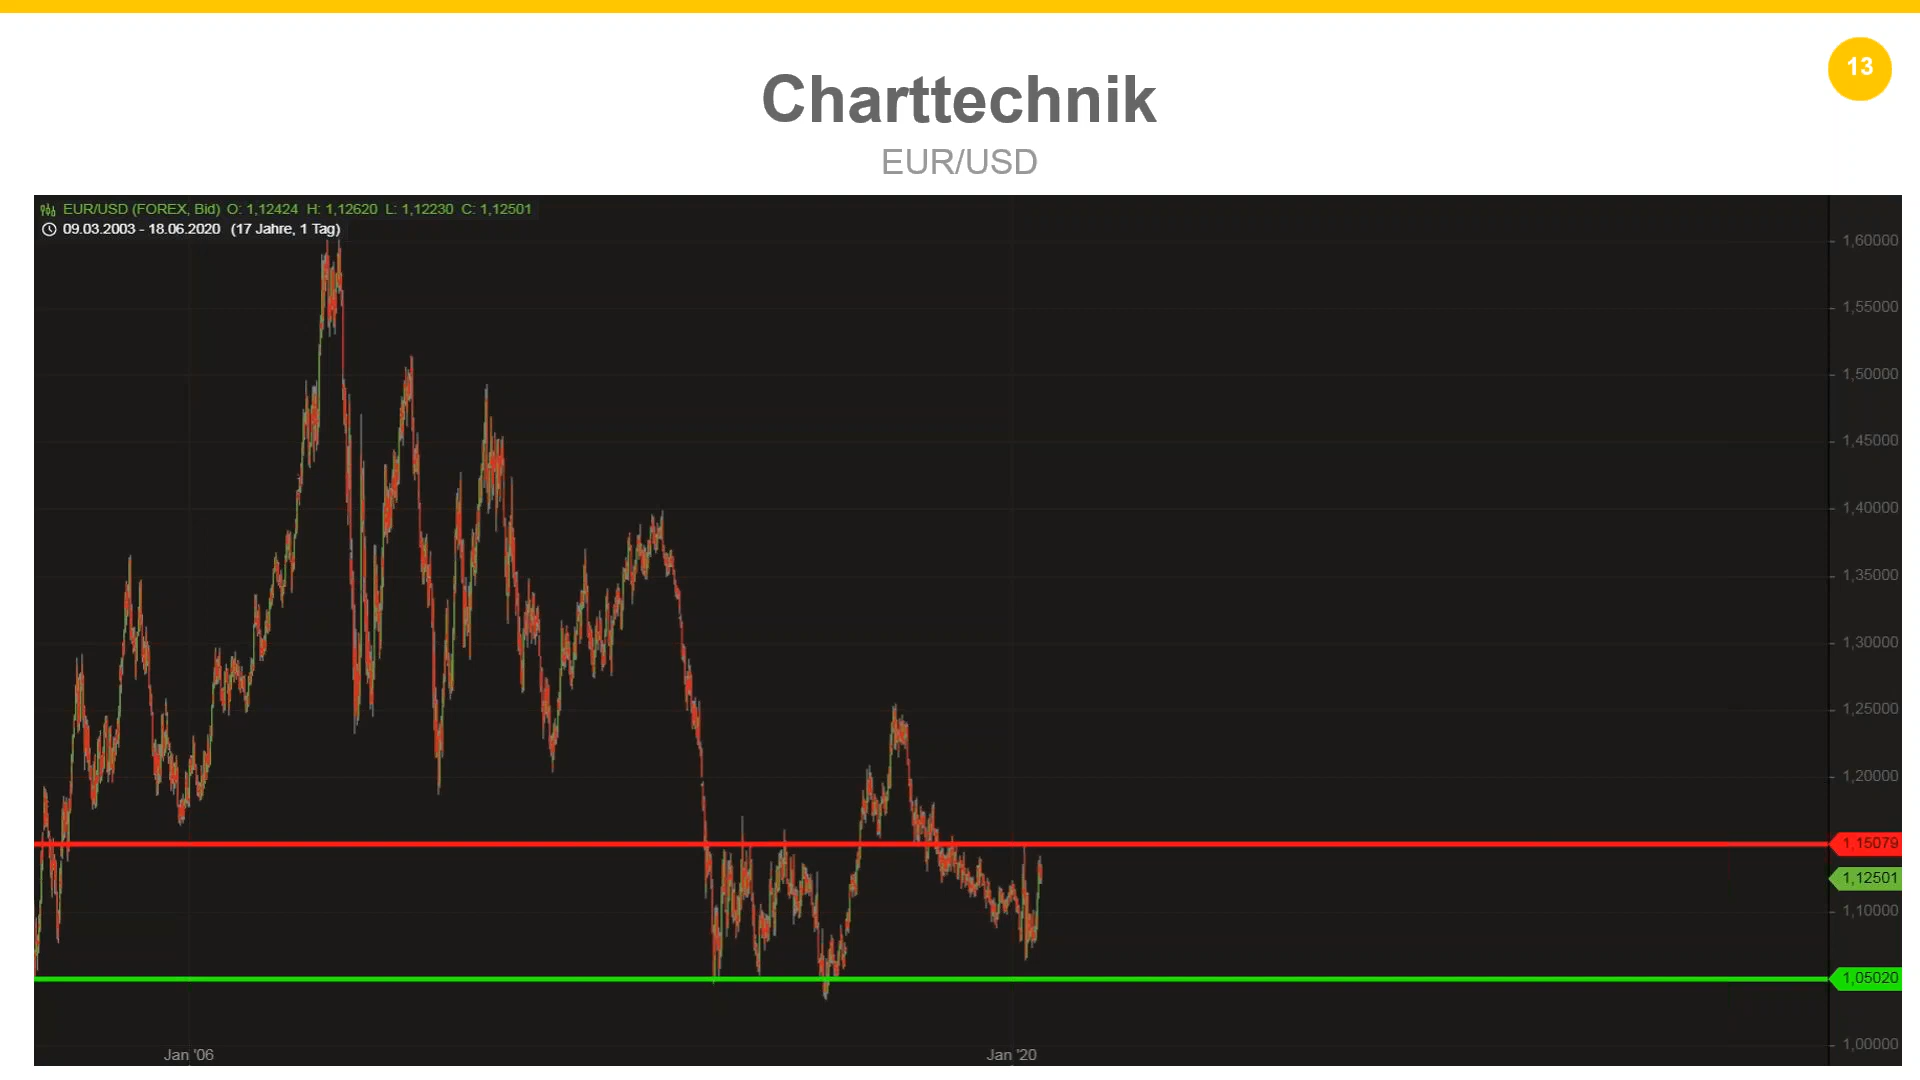 13
Charttechnik
EUR/USD
EUR/USD (FOREX, Bid) O: 1,12424 H: 1,12620 L: 1,12230 C: 1,12501
09.03.2003 - 18.06.2020 (17 Jahre, 1 Tag)
1,60000
1,55000
1,50000
1,45000
1,40000
1,35000
1,30000
1,25000
1,20000
1,15079
1,12501
1,10000
1,05020
1,00000
Jan '06
Jan '20